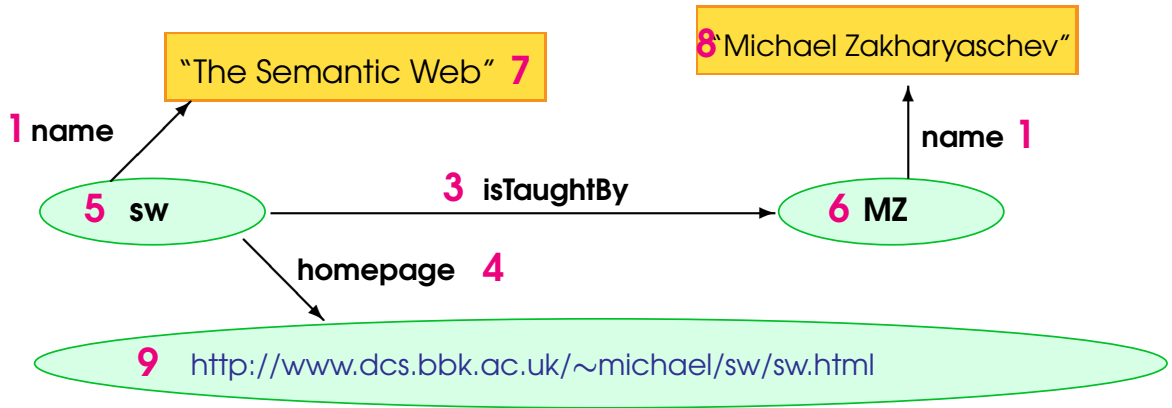 8“Michael Zakharyaschev”
“The Semantic Web” 7
1 name
name 1
3 isTaughtBy
5 sw
6 MZ
homepage 4
9 http://www.dcs.bbk.ac.uk/∼michael/sw/sw.html